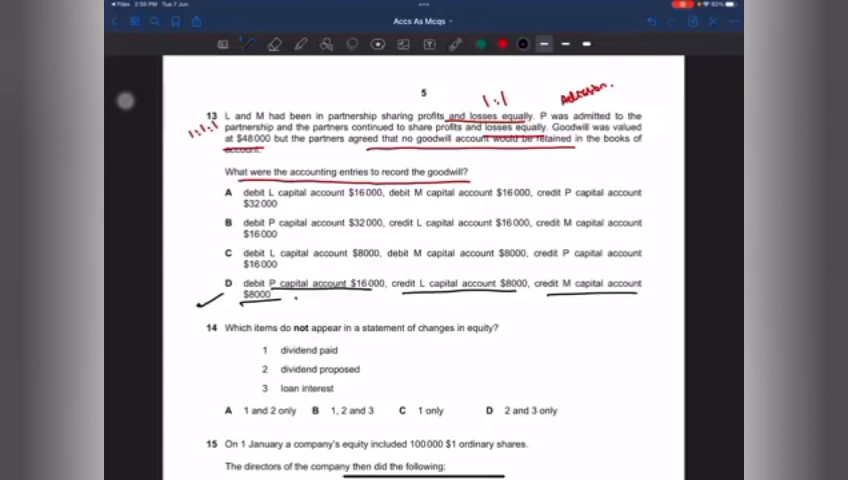 2:56 PM Tue 7 Jun
92%
Accs As Mcqs
5
1:1
Admission.
13 L and M had been in partnership sharing profits and losses equally. P was admitted to the
1:1:1
partnership and the partners continued to share profits and losses equally. Goodwill was valued
at $48000 but the partners agreed that no goodwill account would be retained in the books of
account.
What were the accounting entries to record the goodwill?
A debit L capital account $16000, debit M capital account $16000, credit P capital account
$32000
B debit P capital account $32000, credit L capital account $16000, credit M capital account
$16000
C debit L capital account $8000, debit M capital account $8000, credit P capital account
$16000
D debit P capital account $16000, credit L capital account $8000, credit M capital account
$8000
14 Which items do not appear in a statement of changes in equity?
1 dividend paid
2 dividend proposed
3 loan interest
A 1 and 2 only B 1, 2 and 3 C 1 only D 2 and 3 only
15 On 1 January a company's equity included 100000 $1 ordinary shares.
The directors of the company then did the following: